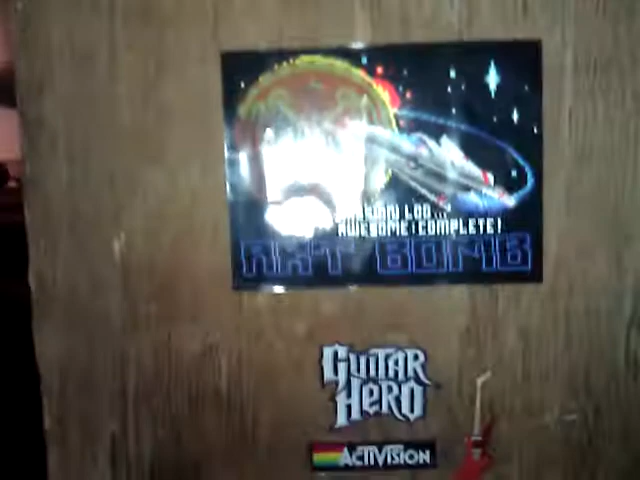 AWESOME:COMPLETE!
ART BOMB
GUITAR
HERO
ACTIVISION